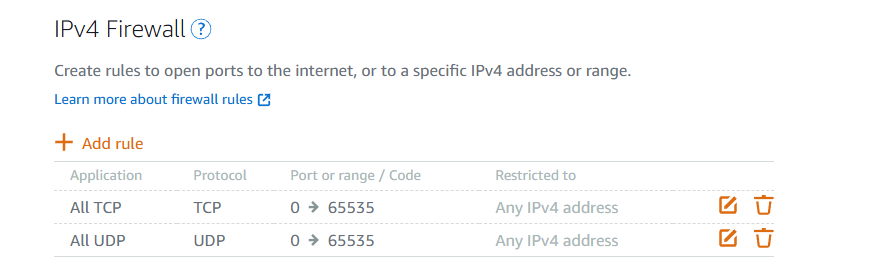 IPv4 Firewall ?
Create rules to open ports to the internet, or to a specific IPv4 address or range.
Learn more about firewall rules
+ Add rule
Application Protocol Port or range / Code Restricted to
All TCP TCP 0 → 65535 Any IPv4 address
All UDP UDP 0 → 65535 Any IPv4 address